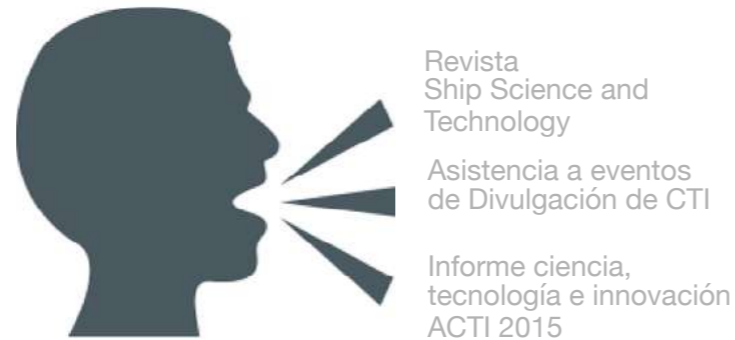 Revista
Ship Science and
Technology
Asistencia a eventos
de Divulgación de CTI
Informe ciencia,
tecnología e innovación
ACTI 2015